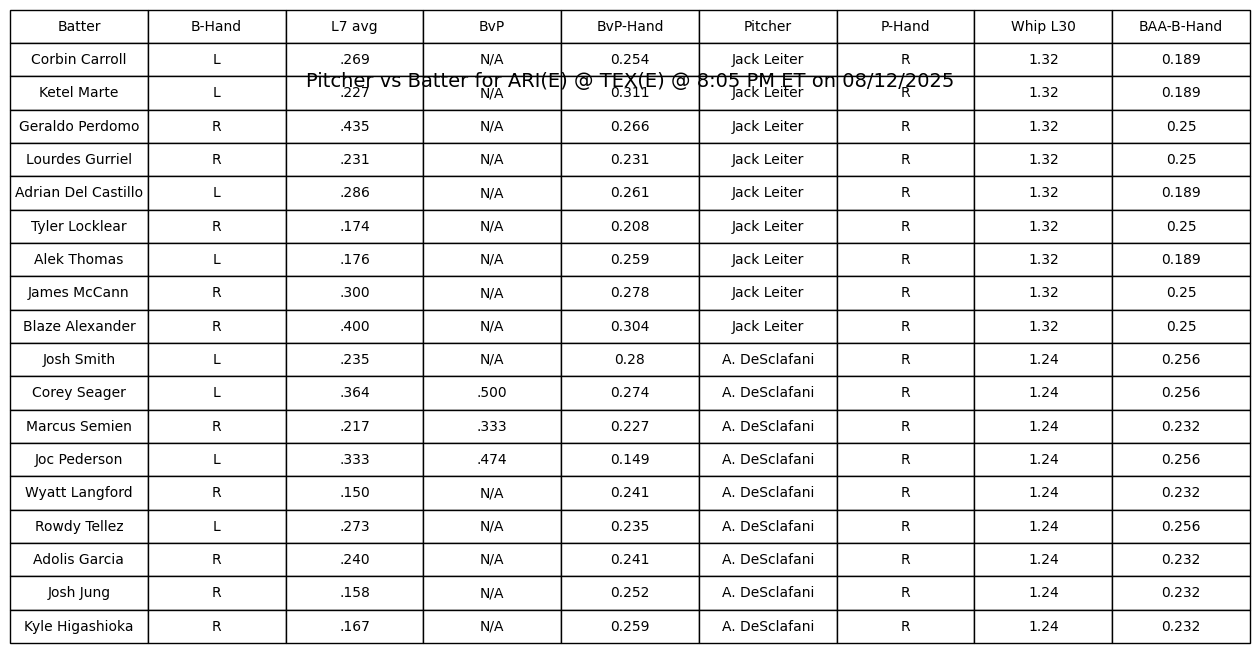 Batter B-Hand L7 avg BvP BvP-Hand Pitcher P-Hand Whip L30 BAA-B-Hand
Corbin Carroll L .269 N/A 0.254 Jack Leiter R 1.32 0.189
Pitcher vs Batter for ARI(E) @ TEX(E) @ 8:05 PM ET on 08/12/2025
Ketel Marte L .227 N/A 0.311 Jack Leiter R 1.32 0.189
Geraldo Perdomo R .435 N/A 0.266 Jack Leiter R 1.32 0.25
Lourdes Gurriel R .231 N/A 0.231 Jack Leiter R 1.32 0.25
Adrian Del Castillo L .286 N/A 0.261 Jack Leiter R 1.32 0.189
Tyler Locklear R .174 N/A 0.208 Jack Leiter R 1.32 0.25
Alek Thomas L .176 N/A 0.259 Jack Leiter R 1.32 0.189
James McCann R .300 N/A 0.278 Jack Leiter R 1.32 0.25
Blaze Alexander R .400 N/A 0.304 Jack Leiter R 1.32 0.25
Josh Smith L .235 N/A 0.28 A. DeSclafani R 1.24 0.256
Corey Seager L .364 .500 0.274 A. DeSclafani R 1.24 0.256
Marcus Semien R .217 .333 0.227 A. DeSclafani R 1.24 0.232
Joc Pederson L .333 .474 0.149 A. DeSclafani R 1.24 0.256
Wyatt Langford R .150 N/A 0.241 A. DeSclafani R 1.24 0.232
Rowdy Tellez L .273 N/A 0.235 A. DeSclafani R 1.24 0.256
Adolis Garcia R .240 N/A 0.241 A. DeSclafani R 1.24 0.232
Josh Jung R .158 N/A 0.252 A. DeSclafani R 1.24 0.232
Kyle Higashioka R .167 N/A 0.259 A. DeSclafani R 1.24 0.232